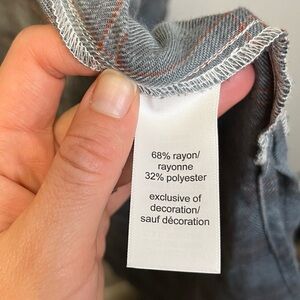 68% rayon/
rayonne
32% polyester
exclusive of
decoration/
sauf décoration